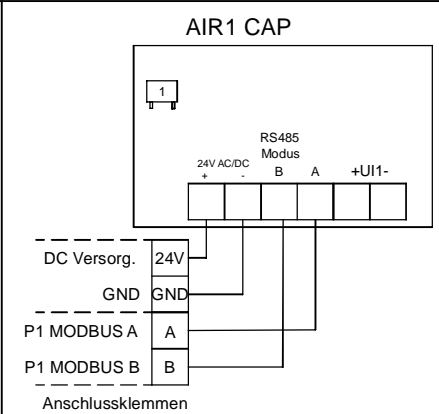 AIR1 CAP
1
RS485
Modus
24V AC/DC
+ - B A +UI1-
DC Versorg. 24V
GND GND
P1 MODBUS A A
P1 MODBUS B B
Anschlussklemmen